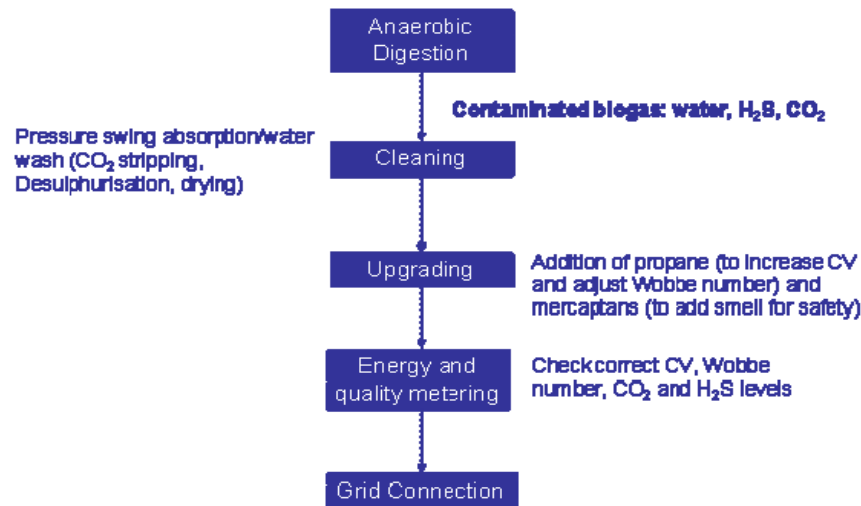 Anaerobic
Digestion
Contaminated biogas: water, H₂S, CO₂
Pressure swing absorption/water
wash (CO₂ stripping,
Desulphurisation, drying)
Cleaning
Upgrading
Addition of propane (to increase CV
and adjust Wobbe number) and
mercaptans (to add smell for safety)
Energy and
quality metering
Check correct CV, Wobbe
number, CO₂ and H₂S levels
Grid Connection